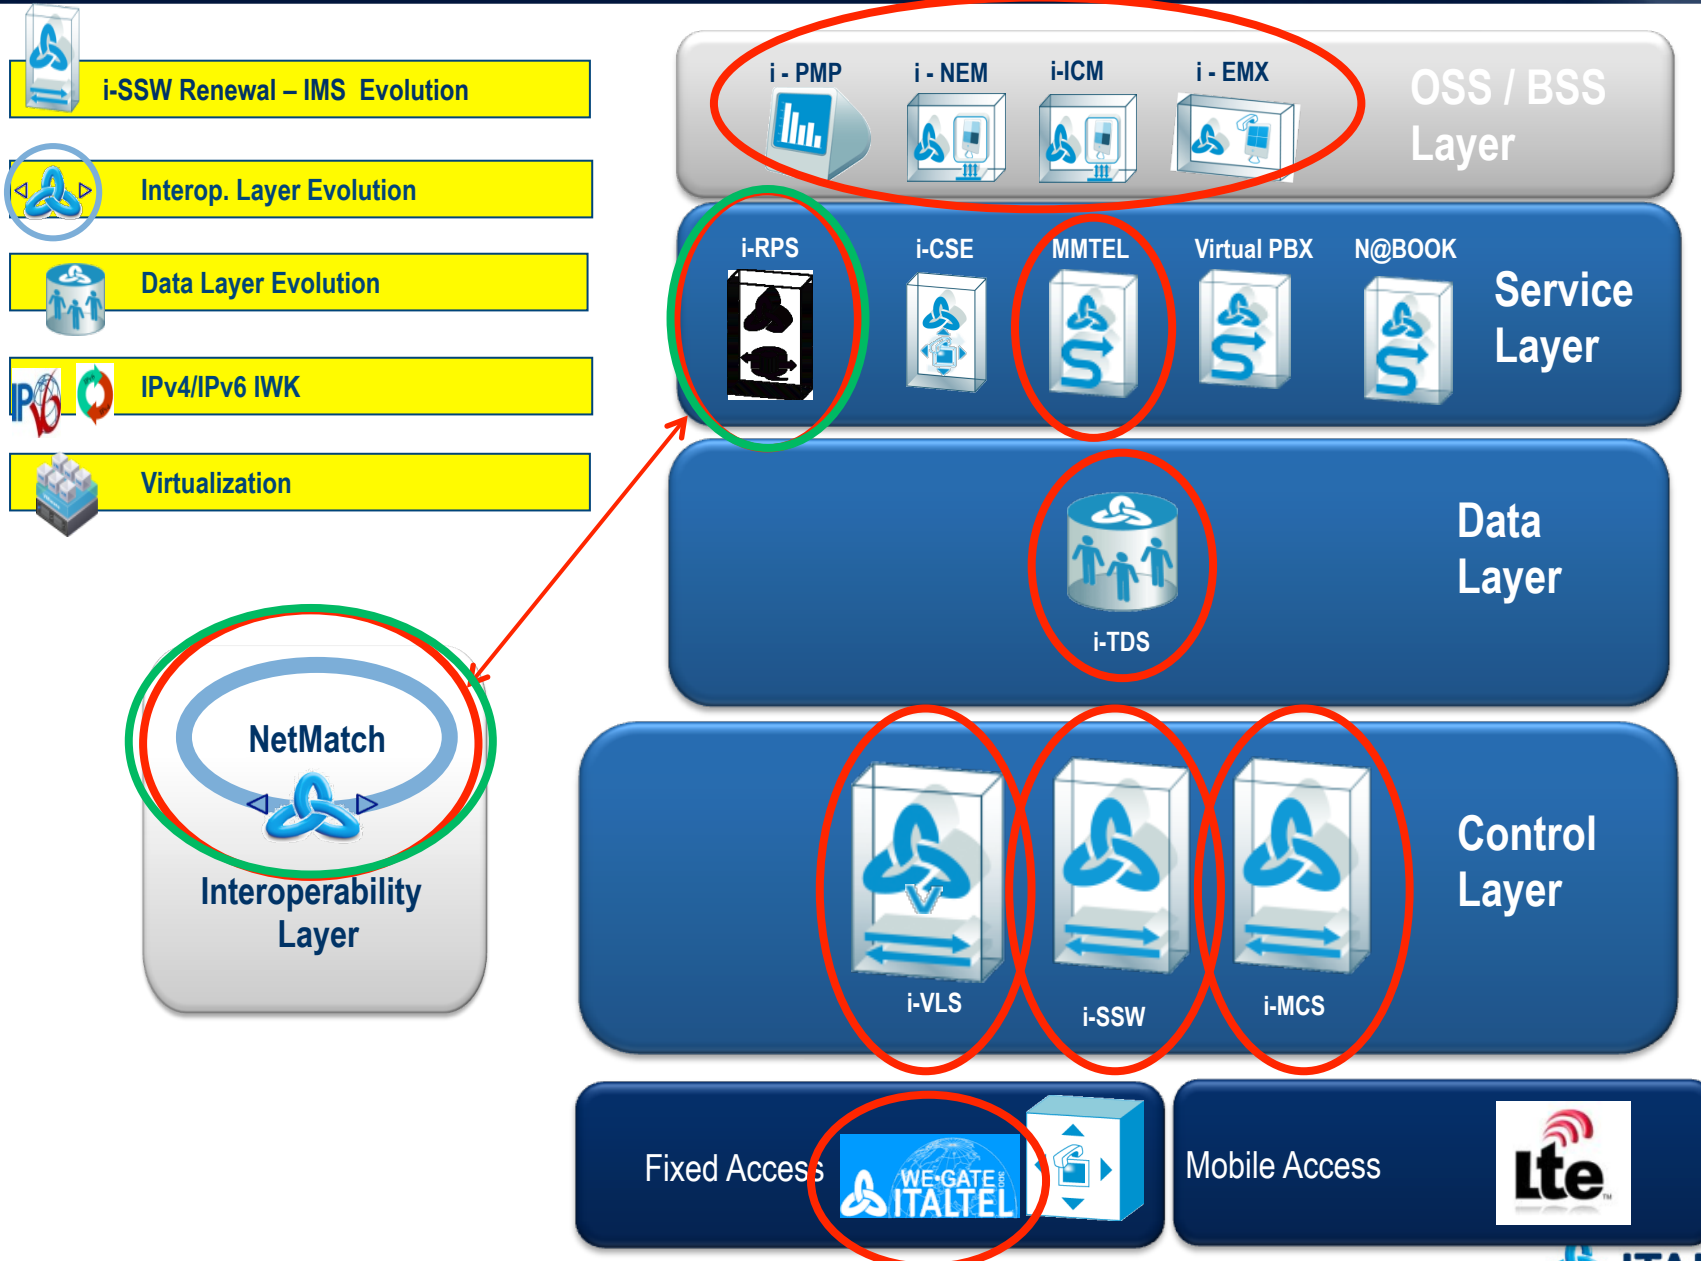 i-SSW Renewal – IMS Evolution
Interop. Layer Evolution
Data Layer Evolution
IPv4/IPv6 IWK
IPv6
Virtualization
i - PMP
i - NEM
i-ICM
i - EMX
OSS / BSS
Layer
i-RPS
i-CSE
MMTEL
Virtual PBX
N@BOOK
Service
Layer
i-TDS
Data
Layer
NetMatch
Interoperability
Layer
i-VLS
i-SSW
i-MCS
Control
Layer
Fixed Access
WE•GATE
ITALTEL
Mobile Access
Lte